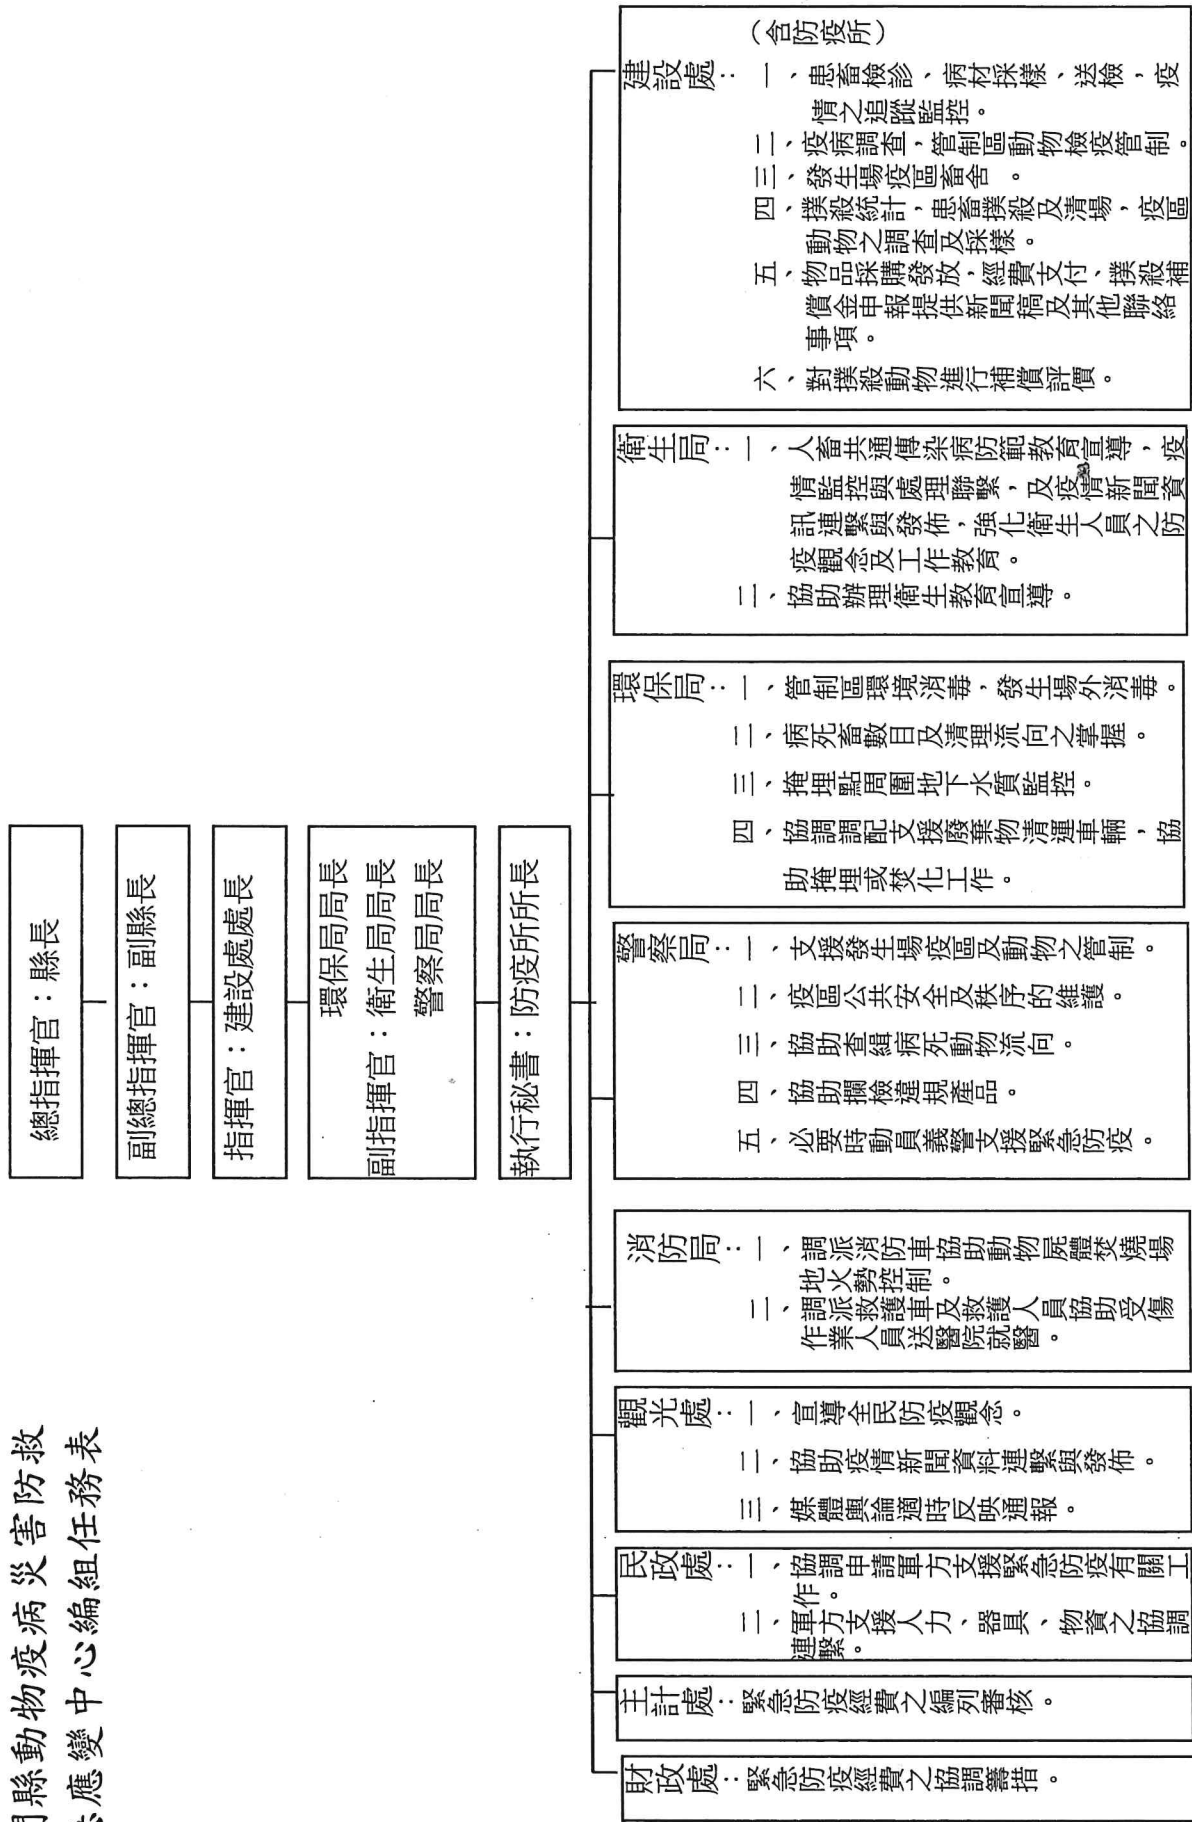 門縣動物疫病災害防救
應變中心編組任務表
總指揮官：縣長
副總指揮官：副縣長
指揮官：建設處處長
環保局局長
副指揮官：衛生局局長
警察局局長
執行秘書：防疫所所長
（含防疫所）
建設處：一、患畜檢診、病材採樣、送檢，疫
情之追蹤監控。
二、疫病調查，管制區動物檢疫管制。
三、發生場疫區畜舍。
四、撲殺統計，患畜撲殺及清場，疫區
動物之調查及採樣。
五、物品採購發放，經費支付、撲殺補
償金申報提供新聞稿及其他聯絡
事項。
六、對撲殺動物進行補償評價。
衛生局：一、人畜共通傳染病防範教育宣導，疫
情監控與處理聯繫，及疫情新聞資
訊連繫與發佈，強化衛生人員之防
疫觀念及工作教育。
二、協助辦理衛生教育宣導。
環保局：一、管制區環境消毒，發生場外消毒。
二、病死畜數目及清理流向之掌握。
三、掩埋點周圍地下水質監控。
四、協調調配支援廢棄物清運車輛，協
助掩埋或焚化工作。
警察局：一、支援發生場疫區及動物之管制。
二、疫區公共安全及秩序的維護。
三、協助查緝病死動物流向。
四、協助攔檢違規產品。
五、必要時動員義警支援緊急防疫。
消防局：一、調派消防車協助動物屍體焚燒場
地火勢控制。
二、調派救護車及救護人員協助受傷
作業人員送醫院就醫。
觀光處：一、宣導全民防疫觀念。
二、協助疫情新聞資料連繫與發佈。
三、媒體輿論適時反映通報。
民政處：一、協調申請軍方支援緊急防疫有關工
作。
二、軍方支援人力、器具、物資之協調
連繫。
主計處：緊急防疫經費之編列審核。
財政處：緊急防疫經費之協調籌措。